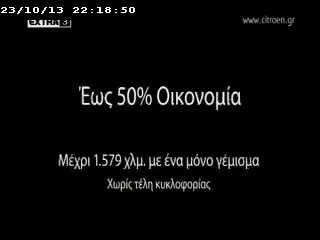 23/10/13 22:18:50
EXTRA 3
www.citroen.gr
Έως 50% Οικονομία
Μέχρι 1.579 χλμ. με ένα μόνο γέμισμα
Χωρίς τέλη κυκλοφορίας